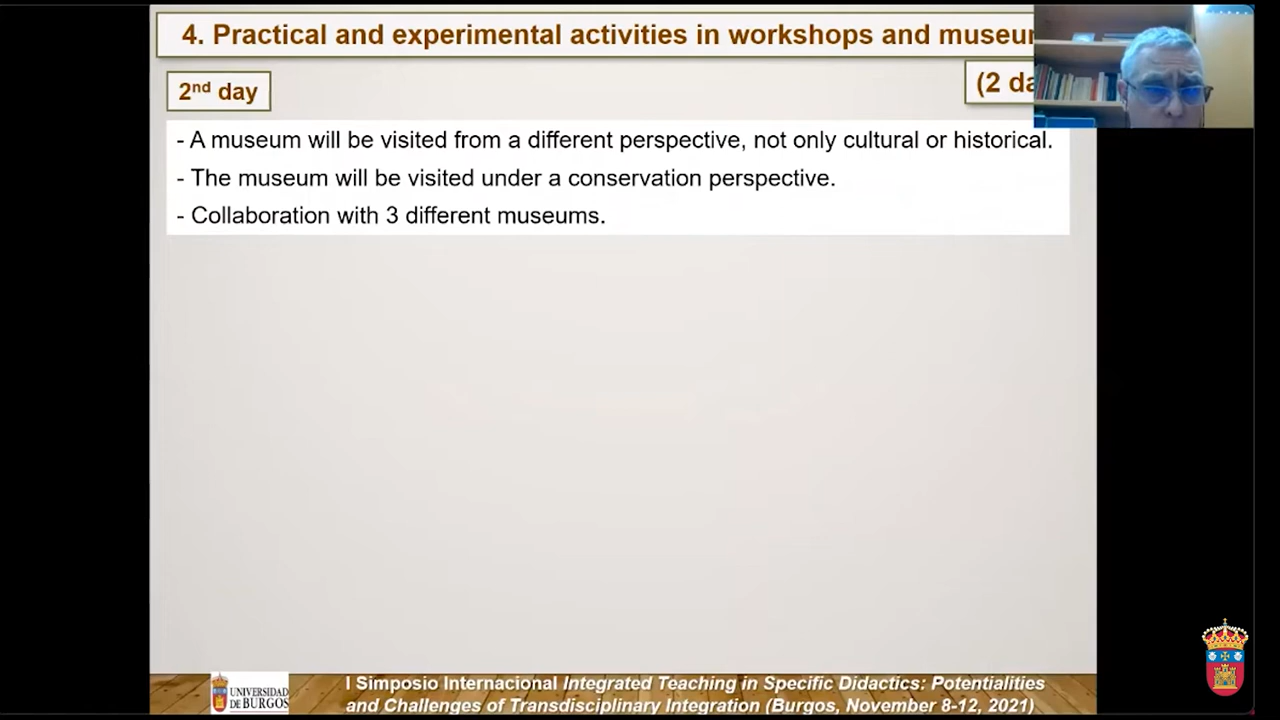 4. Practical and experimental activities in workshops and
2nd day
(2
- A museum will be visited from a different perspective, not only cultural or historical.
- The museum will be visited under a conservation perspective.
- Collaboration with 3 different museums.
I Simposio Internacional Integrated Teaching in Specific Didactics: Potentialities
and Challenges of Transdisciplinary Integration (Burgos, November 8-12, 2021)
UNIVERSIDAD
DE BURGOS